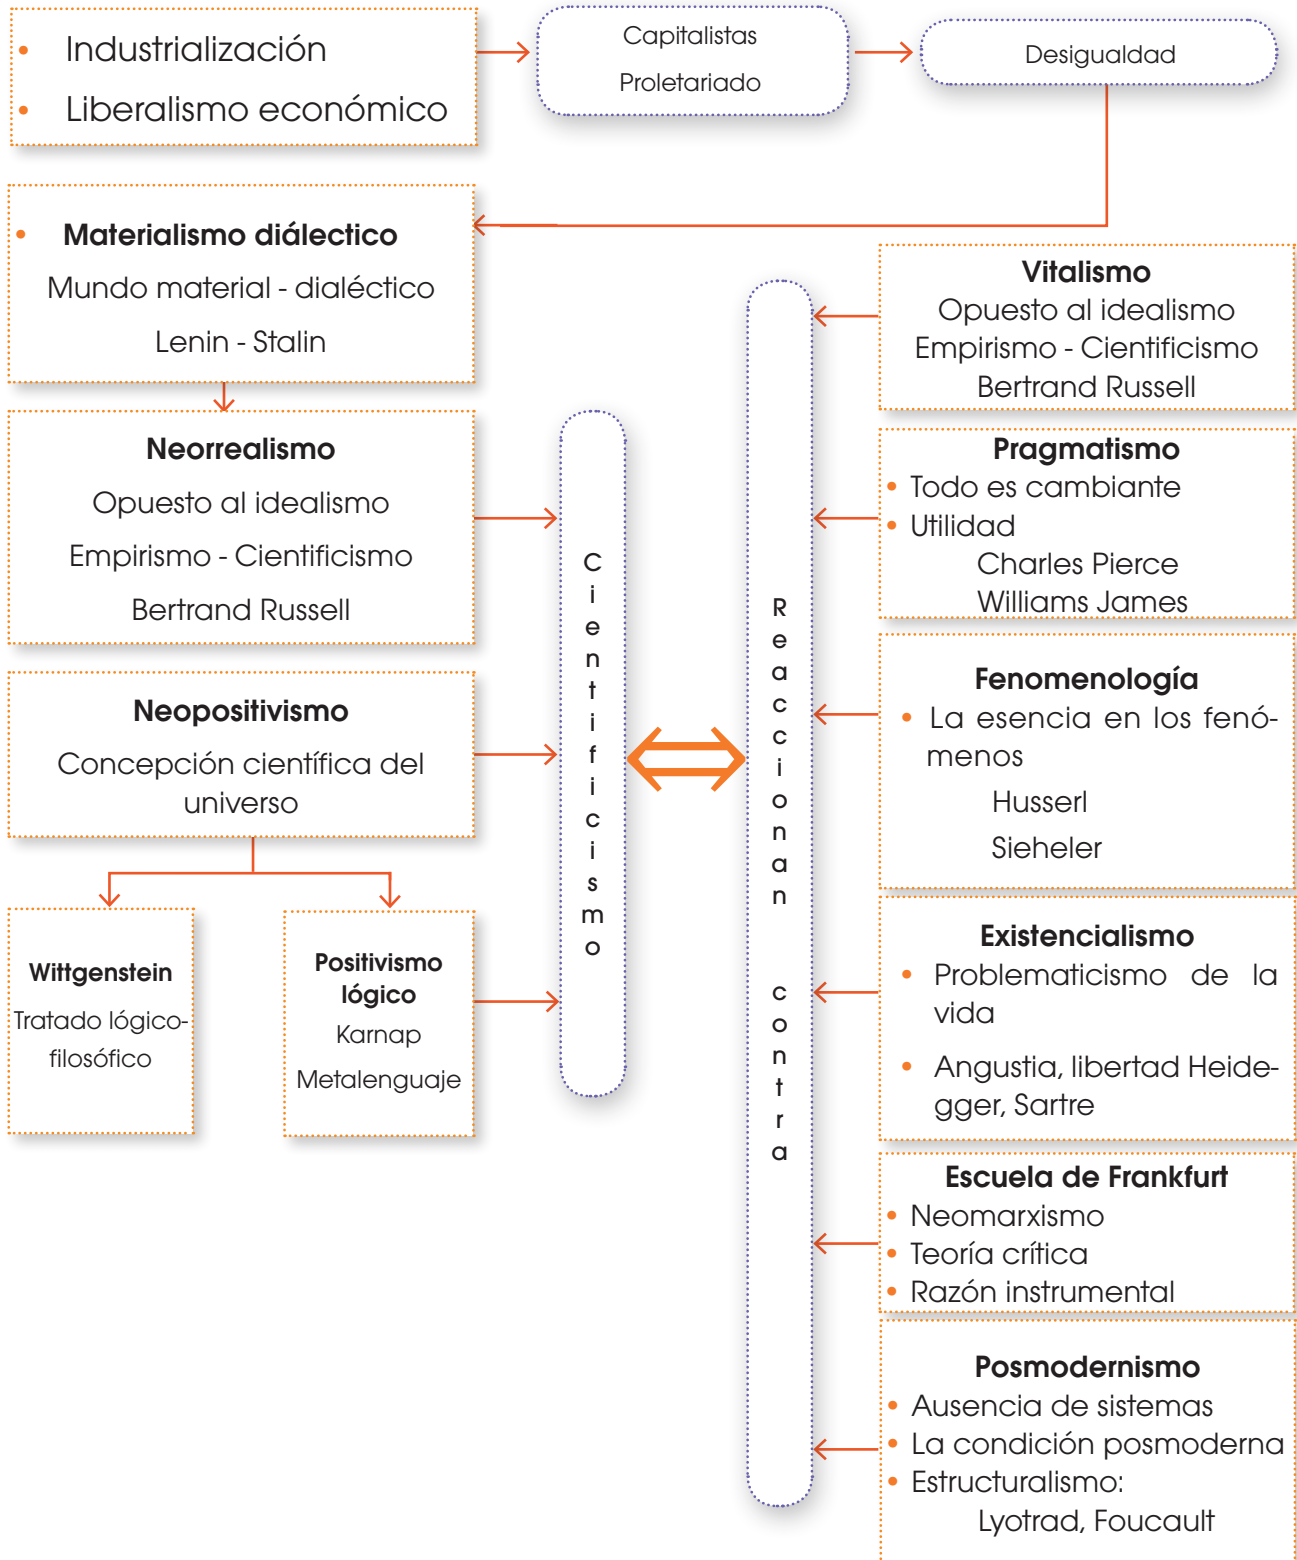 • Industrialización
• Liberalismo económico
Capitalistas
Proletariado
Desigualdad
• Materialismo diálectico
Mundo material - dialéctico
Lenin - Stalin
Neorrealismo
Opuesto al idealismo
Empirismo - Cientificismo
Bertrand Russell
Neopositivismo
Concepción científica del
universo
Wittgenstein
Tratado lógico-
filosófico
Positivismo
lógico
Karnap
Metalenguaje
Cientificismo
Reaccionan contra
Vitalismo
Opuesto al idealismo
Empirismo - Cientificismo
Bertrand Russell
Pragmatismo
• Todo es cambiante
• Utilidad
Charles Pierce
Williams James
Fenomenología
• La esencia en los fenó-
menos
Husserl
Sieheler
Existencialismo
• Problematicismo de la
vida
• Angustia, libertad Heide-
gger, Sartre
Escuela de Frankfurt
• Neomarxismo
• Teoría crítica
• Razón instrumental
Posmodernismo
• Ausencia de sistemas
• La condición posmoderna
• Estructuralismo:
Lyotrad, Foucault